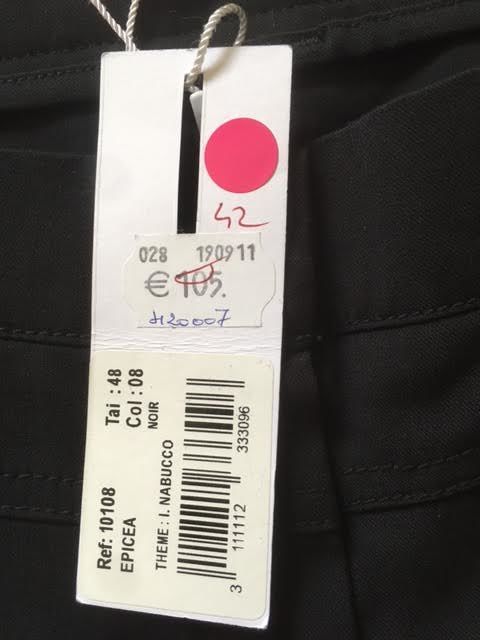 42
028 190911
€ 105.
H20007
Ref: 10108 Tai : 48
EPICEA Col : 08
NOIR
THEME : I. NABUCCO
3 111112 333096